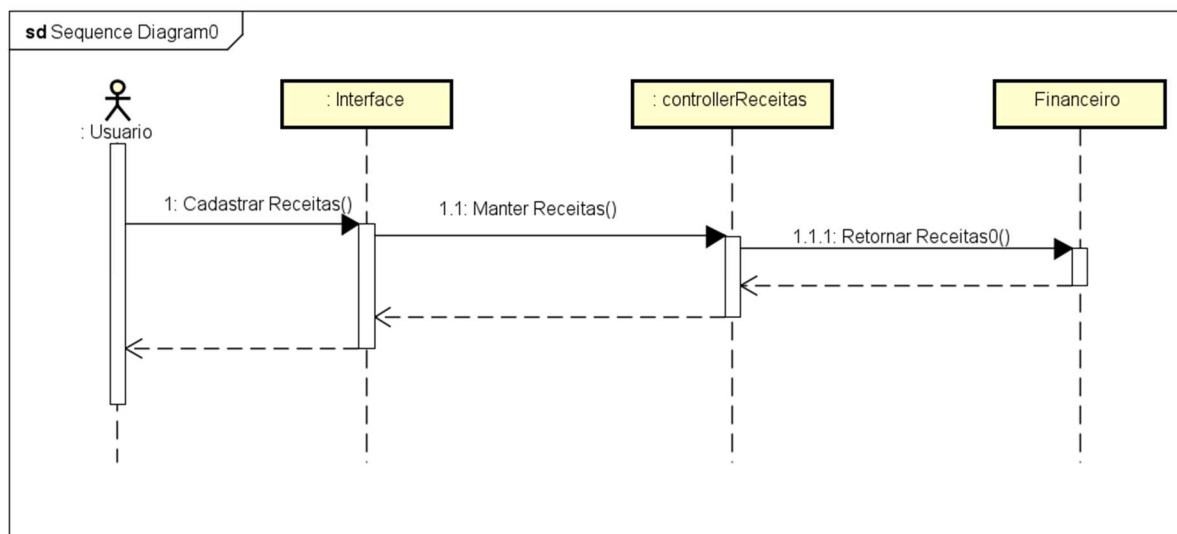 sd Sequence Diagram0
: Usuario
: Interface
: controllerReceitas
Financeiro
1: Cadastrar Receitas()
1.1: Manter Receitas()
1.1.1: Retornar Receitas0()